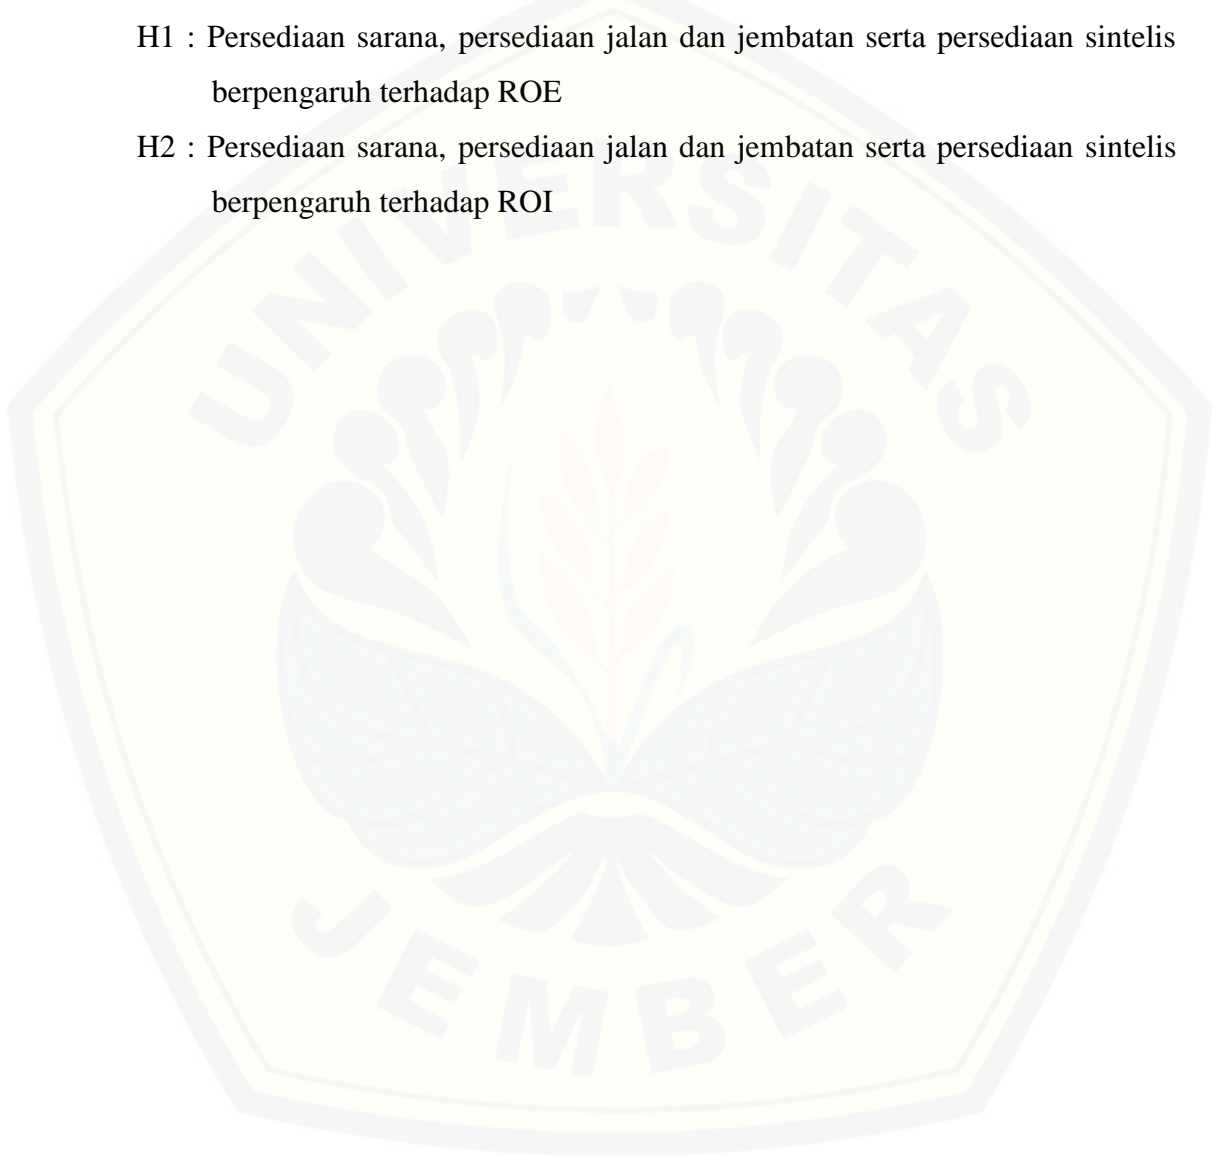 H1 : Persediaan sarana, persediaan jalan dan jembatan serta persediaan sintelis
berpengaruh terhadap ROE
H2 : Persediaan sarana, persediaan jalan dan jembatan serta persediaan sintelis
berpengaruh terhadap ROI
UNIVERSITAS
JEMBER